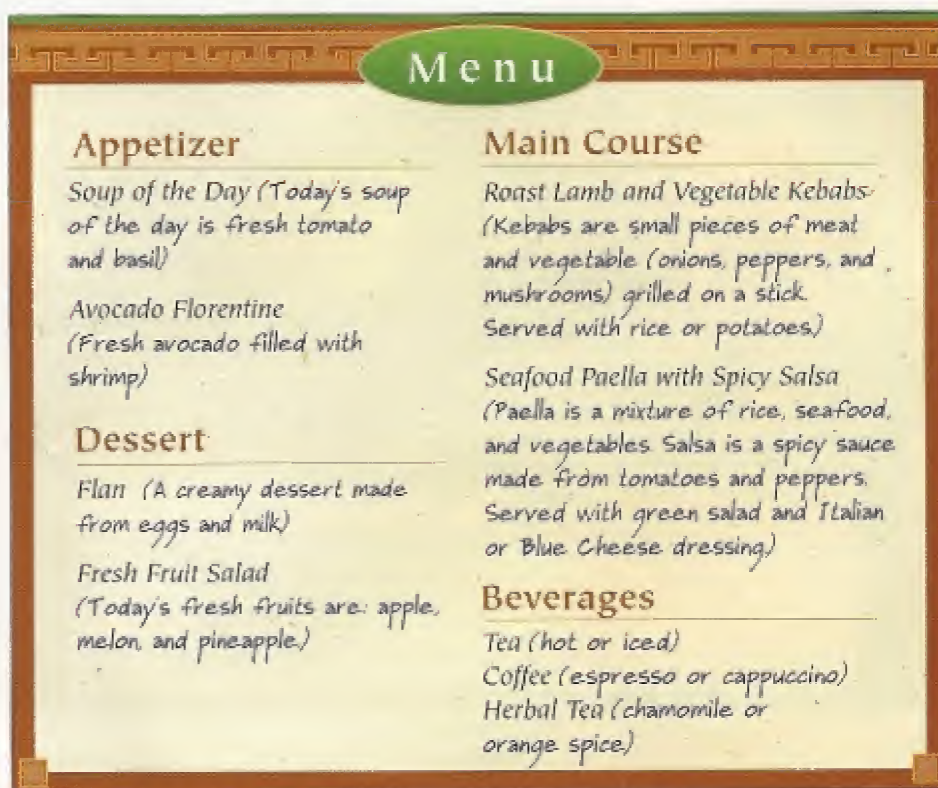 Menu
Appetizer
Soup of the Day (Today's soup
of the day is fresh tomato
and basil)
Avocado Florentine
(Fresh avocado filled with
shrimp)
Dessert
Flan (A creamy dessert made
from eggs and milk)
Fresh Fruit Salad
(Today's fresh fruits are: apple,
melon, and pineapple.)
Main Course
Roast Lamb and Vegetable Kebabs
(Kebabs are small pieces of meat
and vegetable (onions, peppers, and
mushrooms) grilled on a stick.
Served with rice or potatoes.)
Seafood Paella with Spicy Salsa
(Paella is a mixture of rice, seafood,
and vegetables. Salsa is a spicy sauce
made from tomatoes and peppers.
Served with green salad and Italian
or Blue Cheese dressing.)
Beverages
Tea (hot or iced)
Coffee (espresso or cappuccino)
Herbal Tea (chamomile or
orange spice)